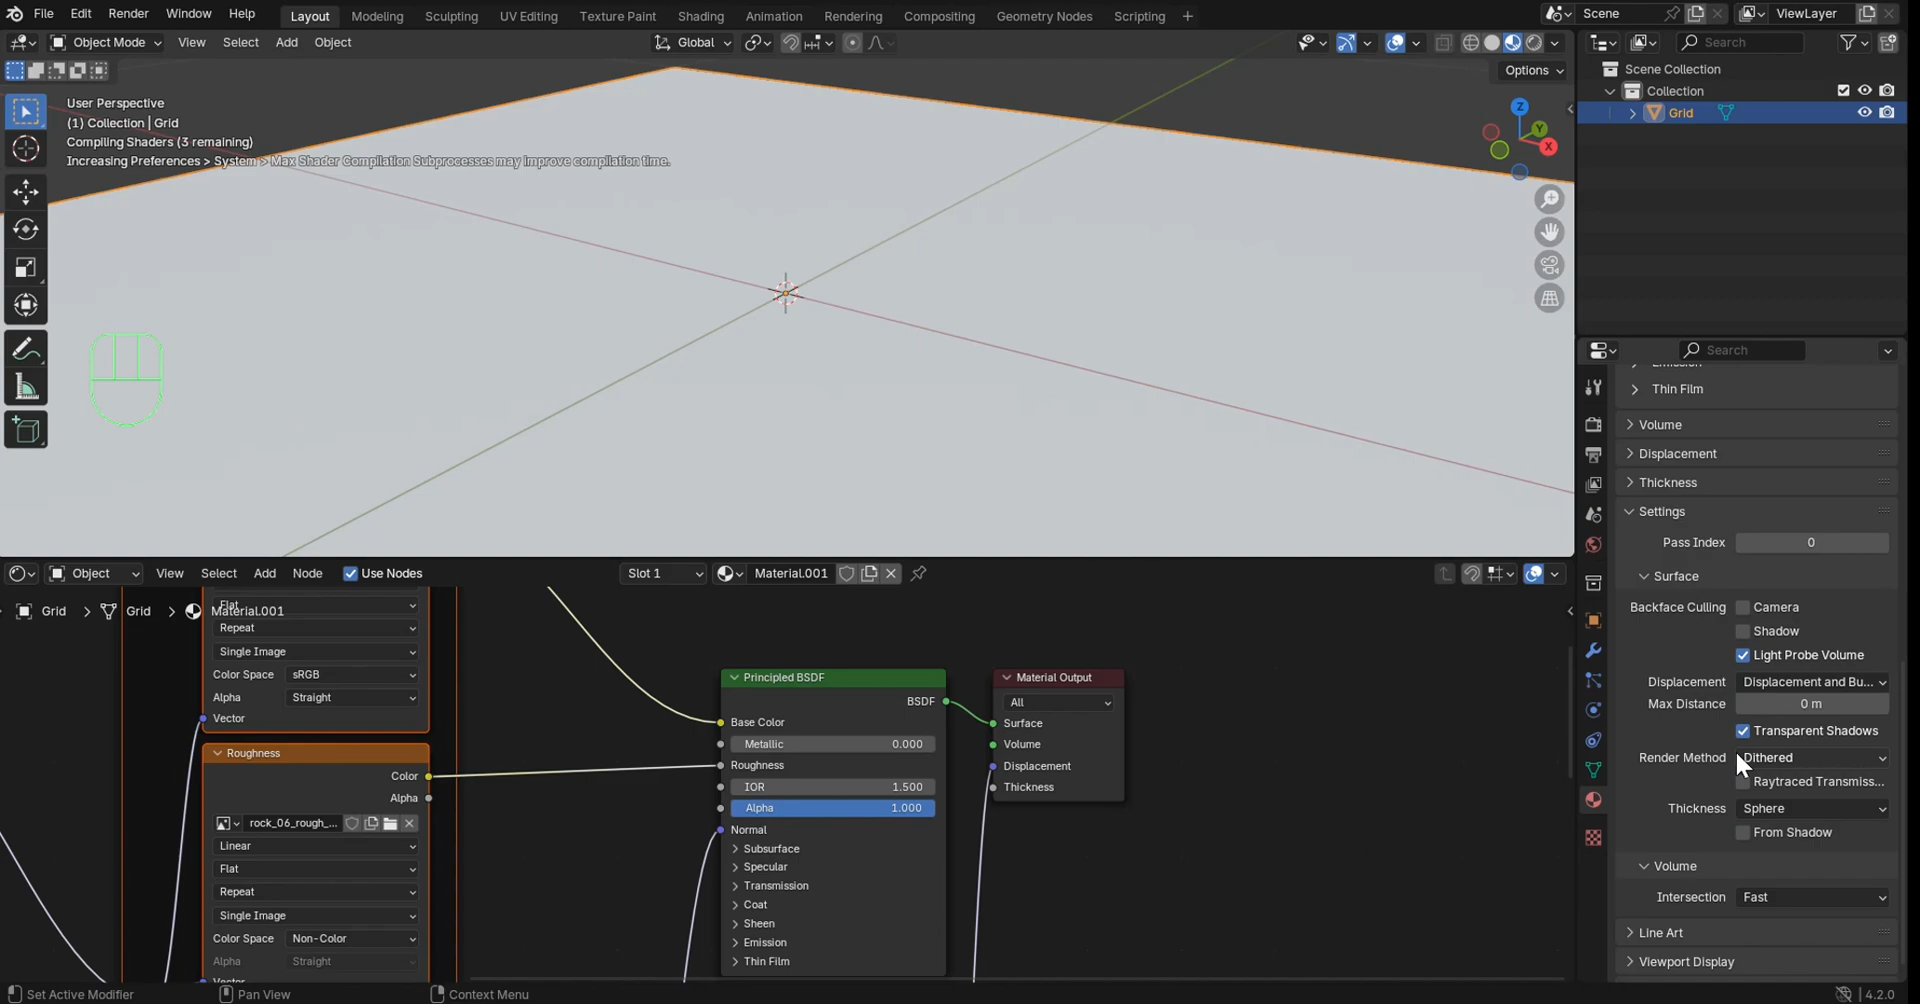 File Edit Render Window Help Layout Modeling Sculpting UV Editing Texture Paint Shading Animation Rendering Compositing Geometry Nodes Scripting + Scene ViewLayer
Object Mode View Select Add Object Global Search
Options
User Perspective
(1) Collection | Grid
Compiling Shaders (3 remaining)
Increasing Preferences > System > Max Shader Compilation Subprocesses may improve compilation time.
Z
Y
X
Scene Collection
Collection
Grid
Search
Thin Film
Volume
Displacement
Thickness
Settings
Pass Index 0
Surface
Backface Culling Camera
Shadow
Light Probe Volume
Displacement Displacement and Bu...
Max Distance 0 m
Transparent Shadows
Render Method Dithered
Raytraced Transmiss...
Thickness Sphere
From Shadow
Volume
Intersection Fast
Line Art
Viewport Display
Object View Select Add Node Use Nodes Slot 1 Material.001
Grid > Grid > Material.001
Flat
Repeat
Single Image
Color Space sRGB
Alpha Straight
Vector
Roughness
Color
Alpha
rock_06_rough_...
Linear
Flat
Repeat
Single Image
Color Space Non-Color
Alpha Straight
Principled BSDF
BSDF
Base Color
Metallic 0.000
Roughness
IOR 1.500
Alpha 1.000
Normal
Subsurface
Specular
Transmission
Coat
Sheen
Emission
Thin Film
Material Output
All
Surface
Volume
Displacement
Thickness
Set Active Modifier Pan View Context Menu 4.2.0